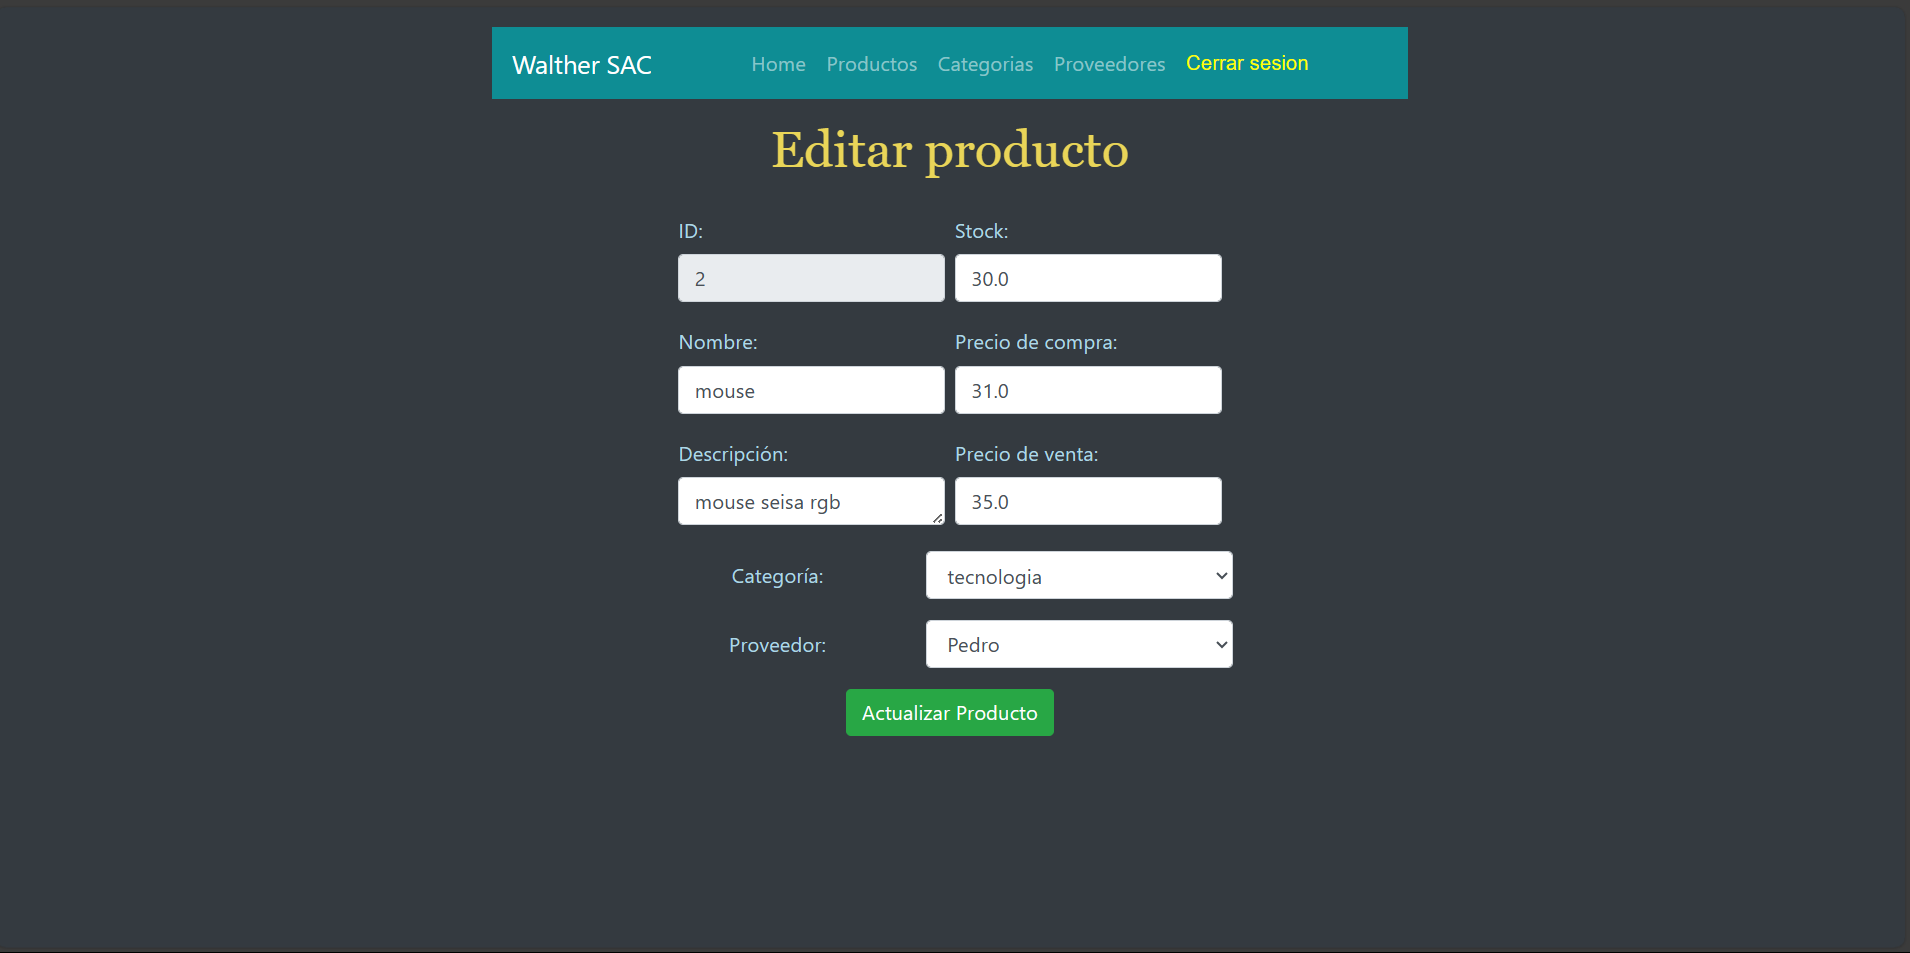 Walther SAC Home Productos Categorias Proveedores Cerrar sesion
Editar producto
ID: Stock:
2 30.0
Nombre: Precio de compra:
mouse 31.0
Descripción: Precio de venta:
mouse seisa rgb 35.0
Categoría: tecnologia
Proveedor: Pedro
Actualizar Producto